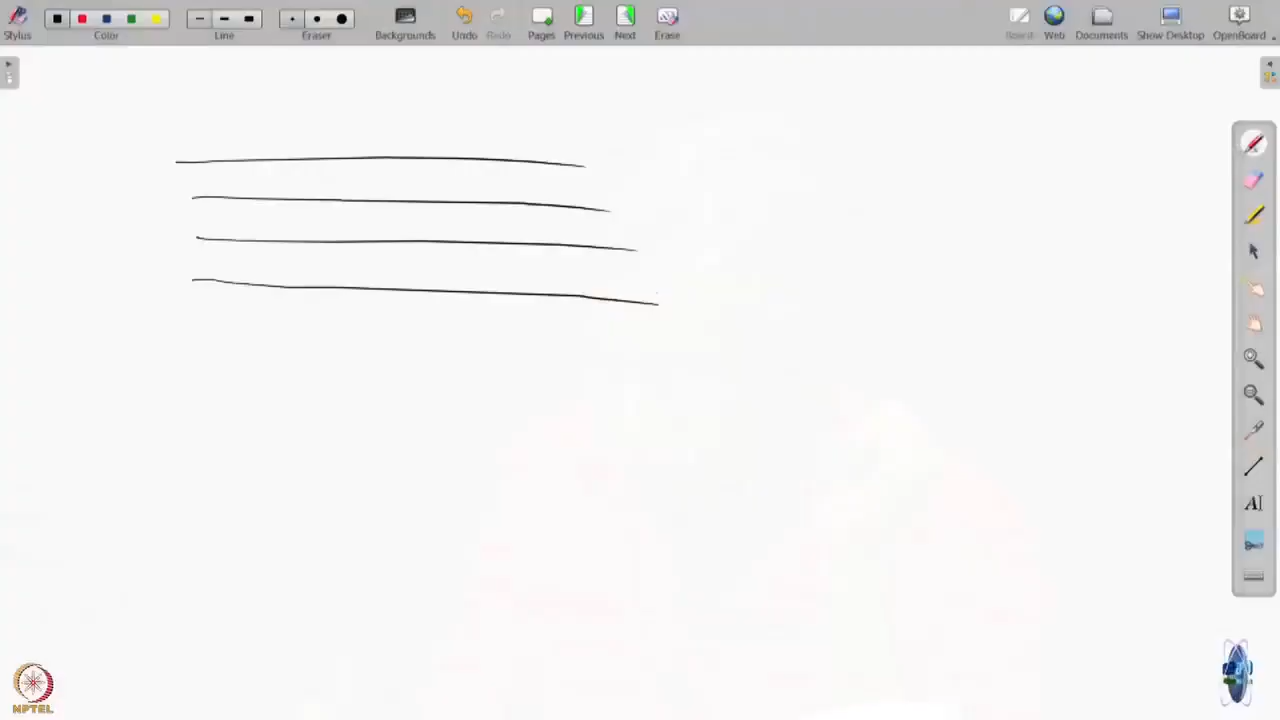 Stylus
Color
Line
Eraser
Backgrounds
Undo
Redo
Pages
Previous
Next
Erase
Board
Web
Documents
Show Desktop
OpenBoard
A
NPTEL